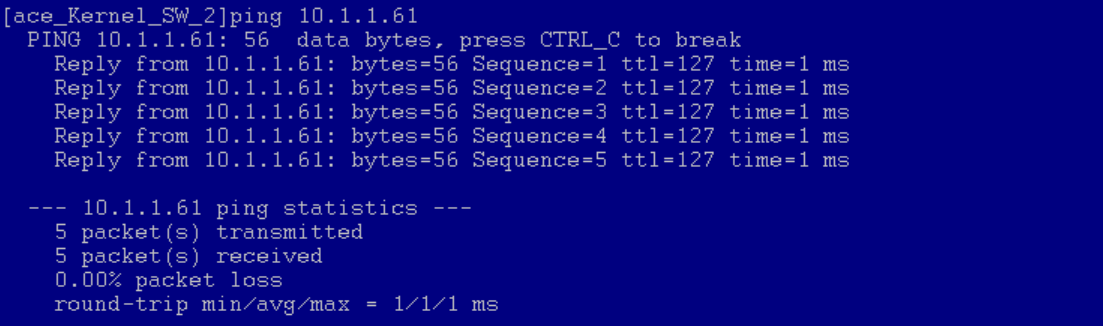 [ace_Kernel_SW_2]ping 10.1.1.61
  PING 10.1.1.61: 56  data bytes, press CTRL_C to break
    Reply from 10.1.1.61: bytes=56 Sequence=1 ttl=127 time=1 ms
    Reply from 10.1.1.61: bytes=56 Sequence=2 ttl=127 time=1 ms
    Reply from 10.1.1.61: bytes=56 Sequence=3 ttl=127 time=1 ms
    Reply from 10.1.1.61: bytes=56 Sequence=4 ttl=127 time=1 ms
    Reply from 10.1.1.61: bytes=56 Sequence=5 ttl=127 time=1 ms

  --- 10.1.1.61 ping statistics ---
    5 packet(s) transmitted
    5 packet(s) received
    0.00% packet loss
    round-trip min/avg/max = 1/1/1 ms